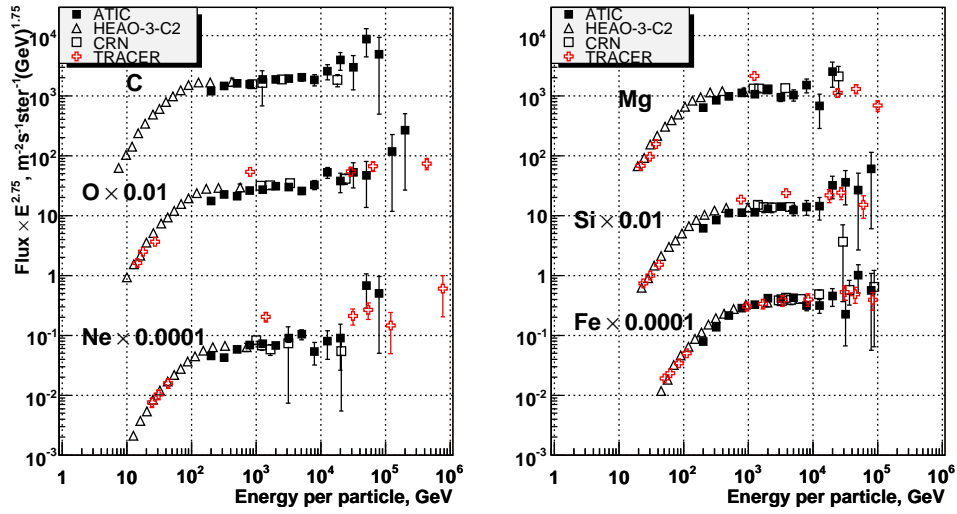 Flux × E^2.75, m^-2s^-1ster^-1(GeV)^1.75
10^4
10^3
10^2
10
1
10^-1
10^-2
10^-3
ATIC
HEAO-3-C2
CRN
TRACER
C
O × 0.01
Ne × 0.0001
1 10 10^2 10^3 10^4 10^5 10^6
Energy per particle, GeV
10^4
10^3
10^2
10
1
10^-1
10^-2
10^-3
ATIC
HEAO-3-C2
CRN
TRACER
Mg
Si × 0.01
Fe × 0.0001
1 10 10^2 10^3 10^4 10^5 10^6
Energy per particle, GeV